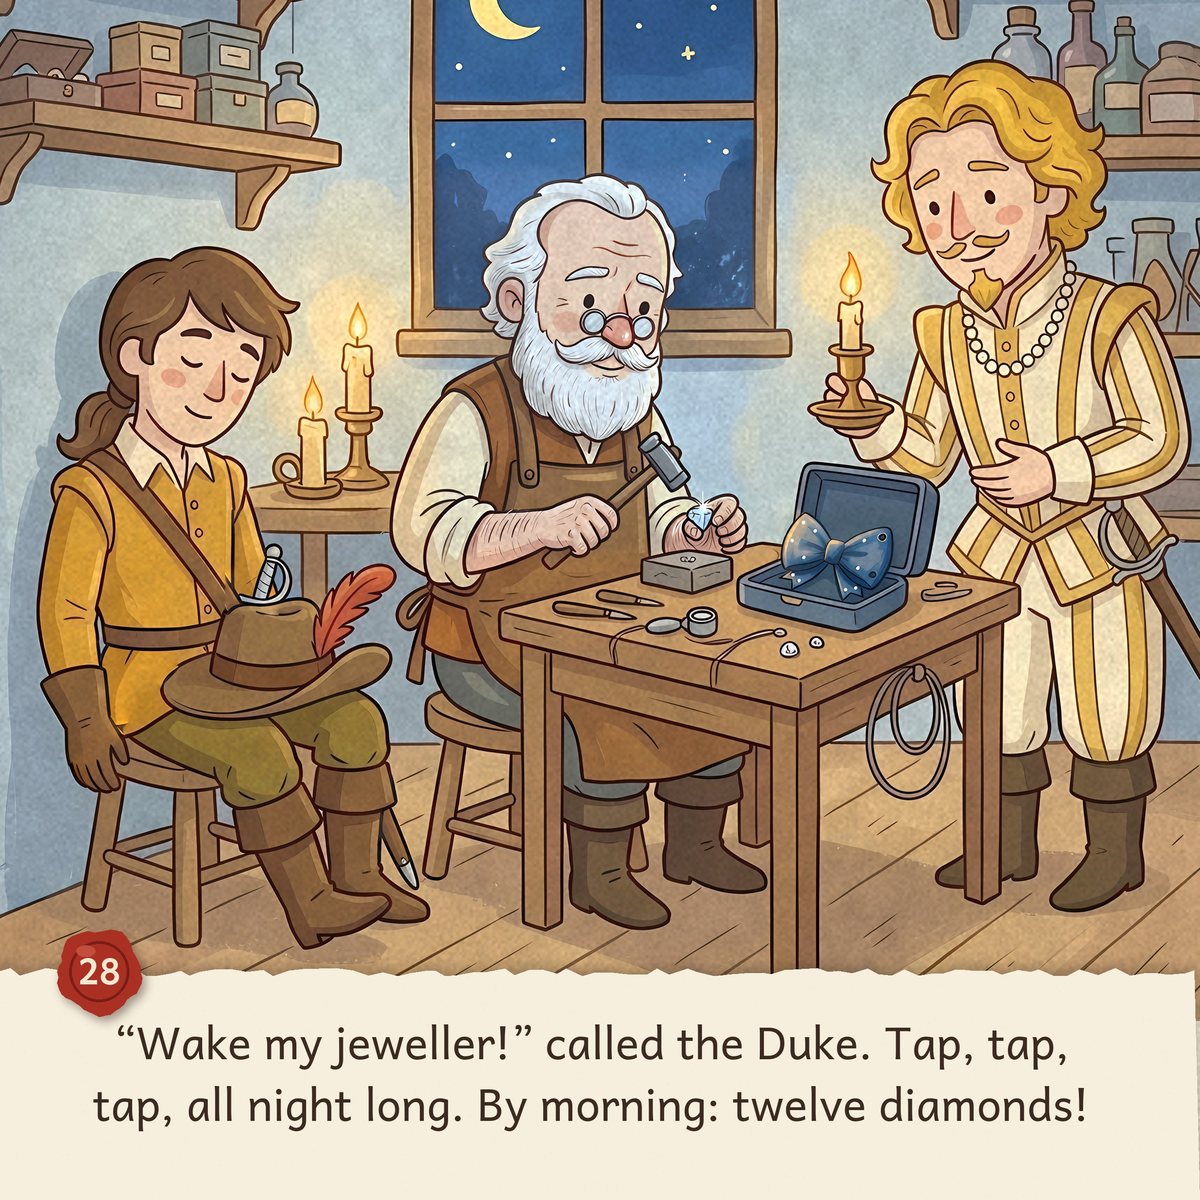 28
“Wake my jeweller!” called the Duke. Tap, tap,
tap, all night long. By morning: twelve diamonds!